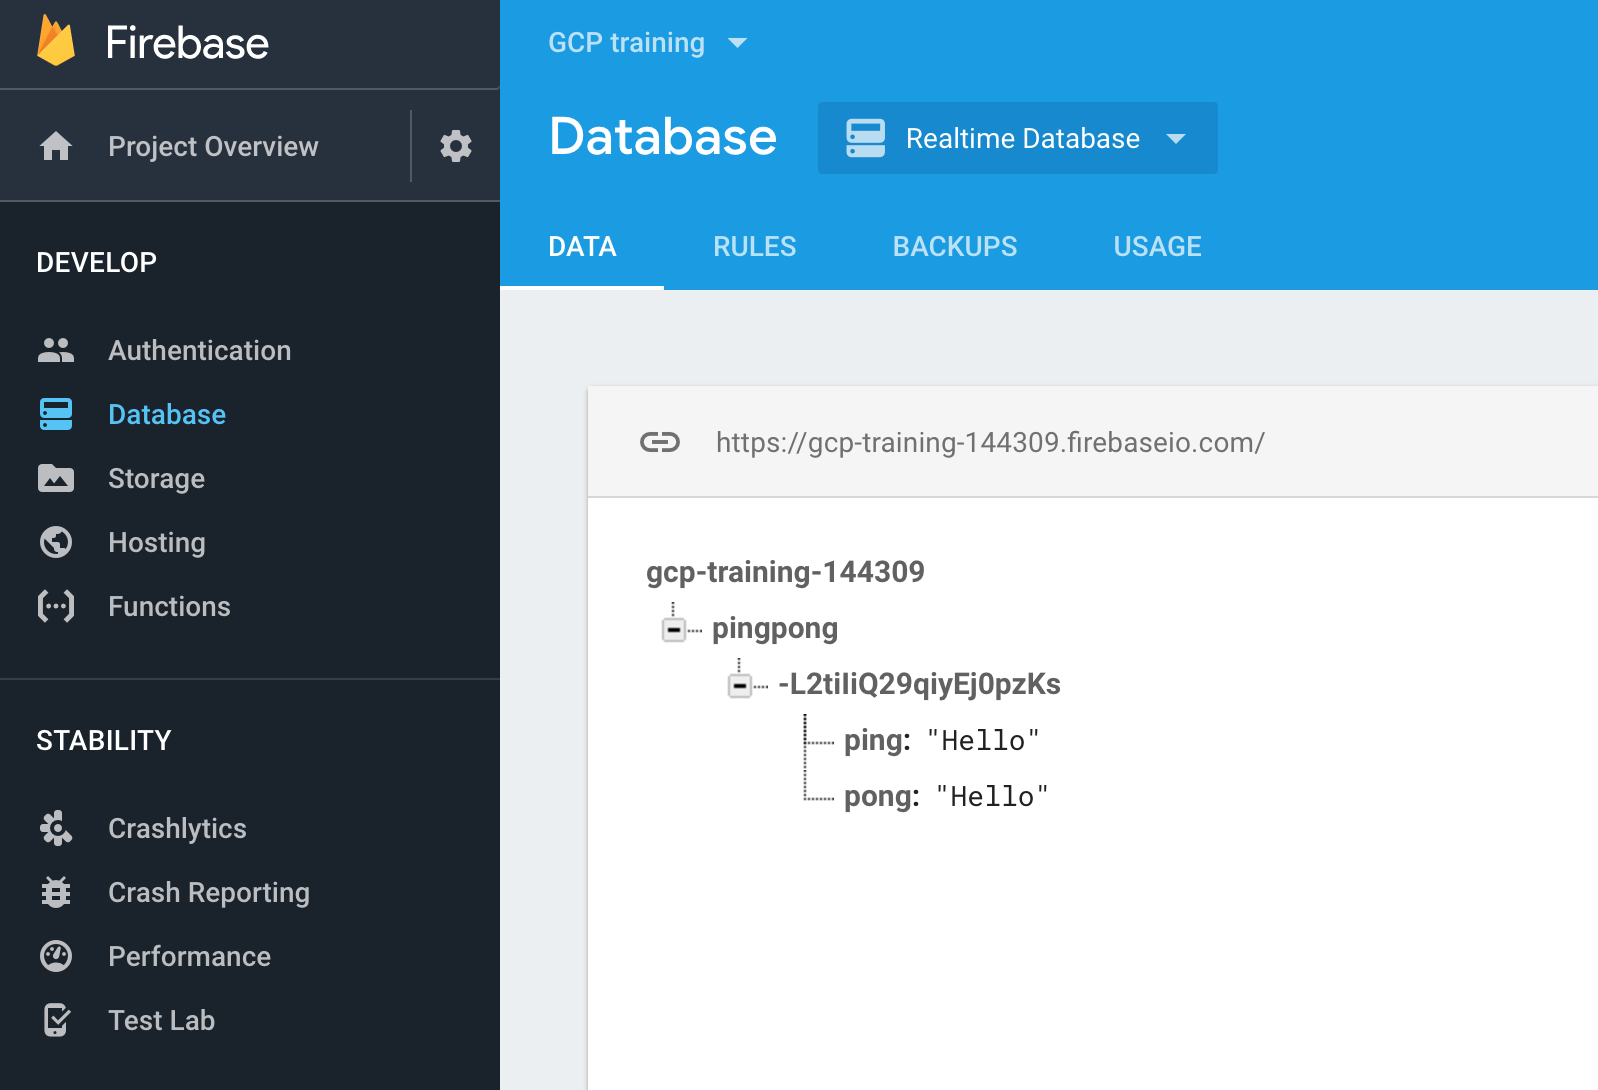 Firebase
Project Overview
DEVELOP
Authentication
Database
Storage
Hosting
Functions
STABILITY
Crashlytics
Crash Reporting
Performance
Test Lab
GCP training
Database
Realtime Database
DATA RULES BACKUPS USAGE
https://gcp-training-144309.firebaseio.com/
gcp-training-144309
pingpong
-L2tiIiQ29qiyEj0pzKs
ping: "Hello"
pong: "Hello"